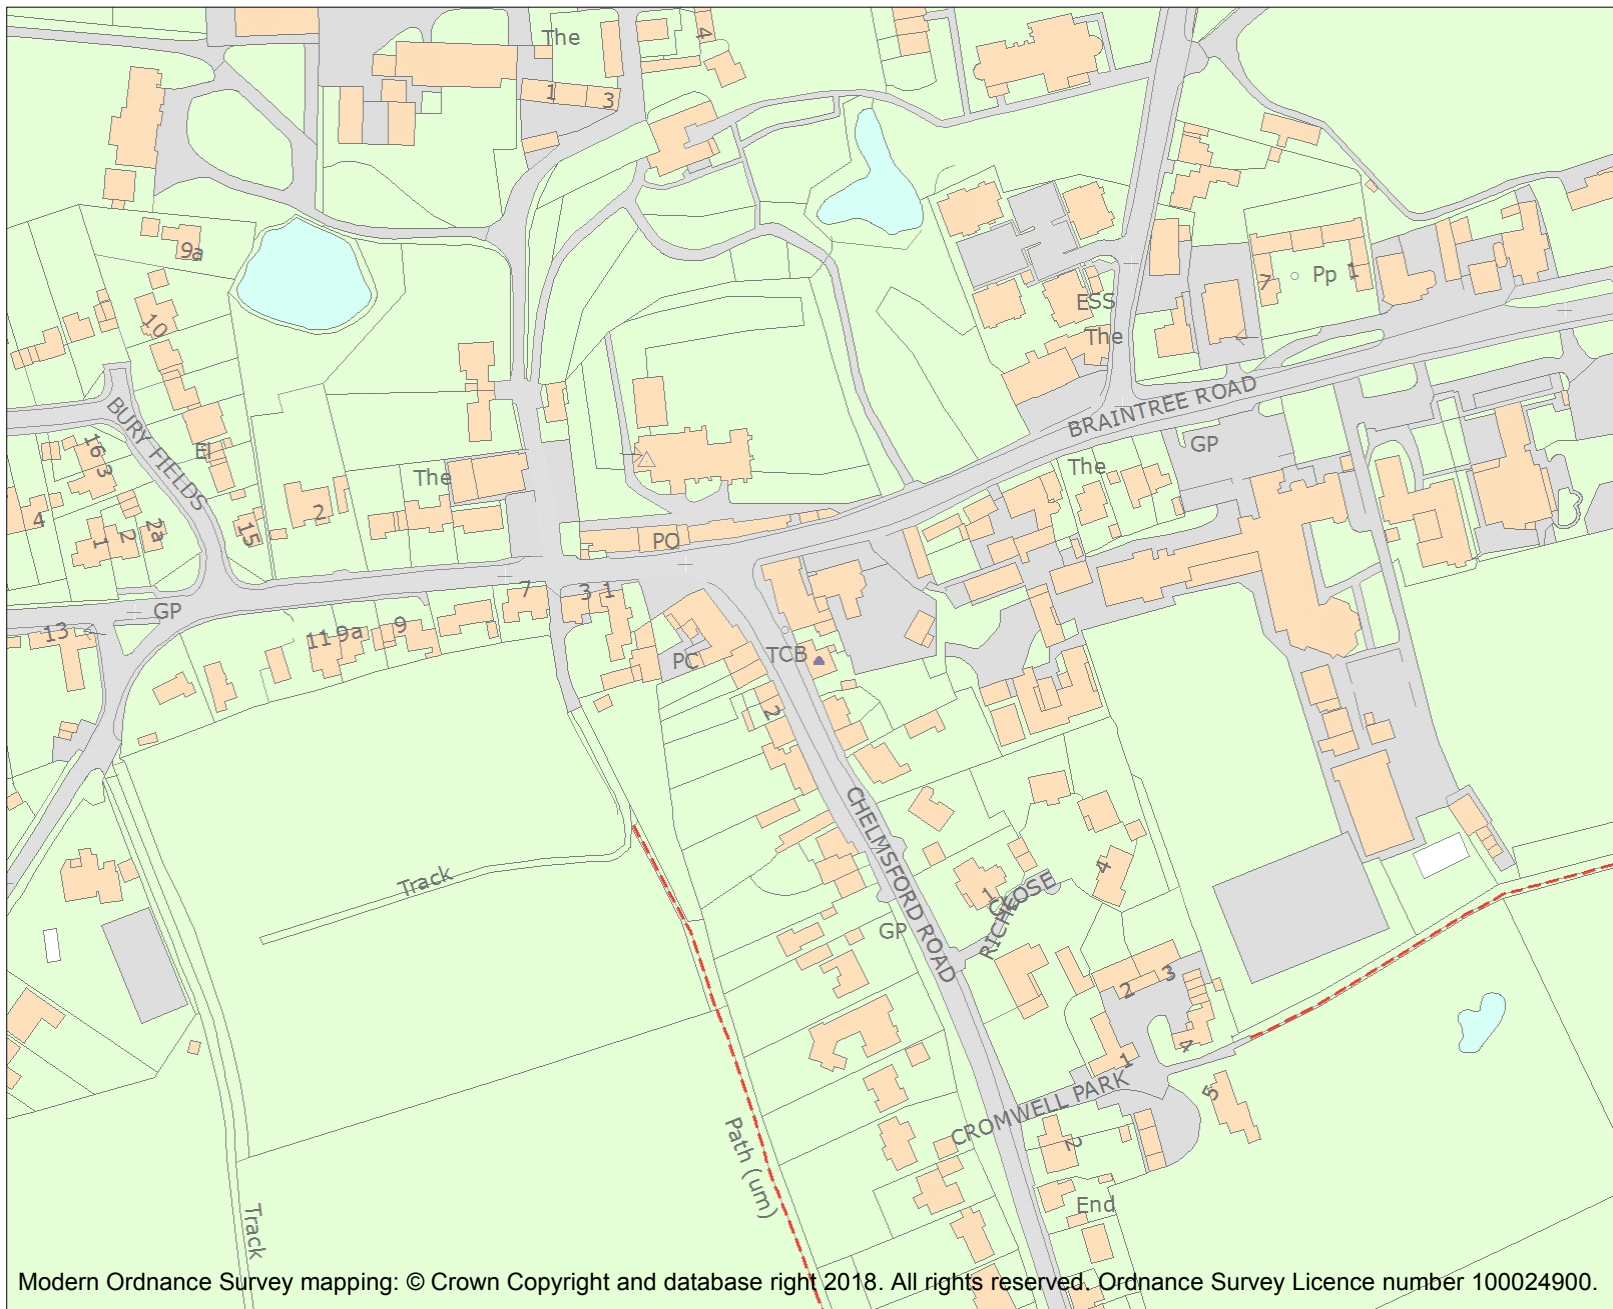 The
4
1
3
9a
10
ESS
The
7
Pp
1
BRAINTREE ROAD
GP
The
BURY FIELDS
El
16
3
The
2
4
1
2
2a
15
PO
GP
13
7
3
1
11
9a
9
PC
TCB
2
CHELMSFORD ROAD
Track
4
1
RICHES
CLOSE
GP
2
3
4
1
5
CROMWELL PARK
2
Path (um)
Track
End
Modern Ordnance Survey mapping: © Crown Copyright and database right 2018. All rights reserved. Ordnance Survey Licence number 100024900.